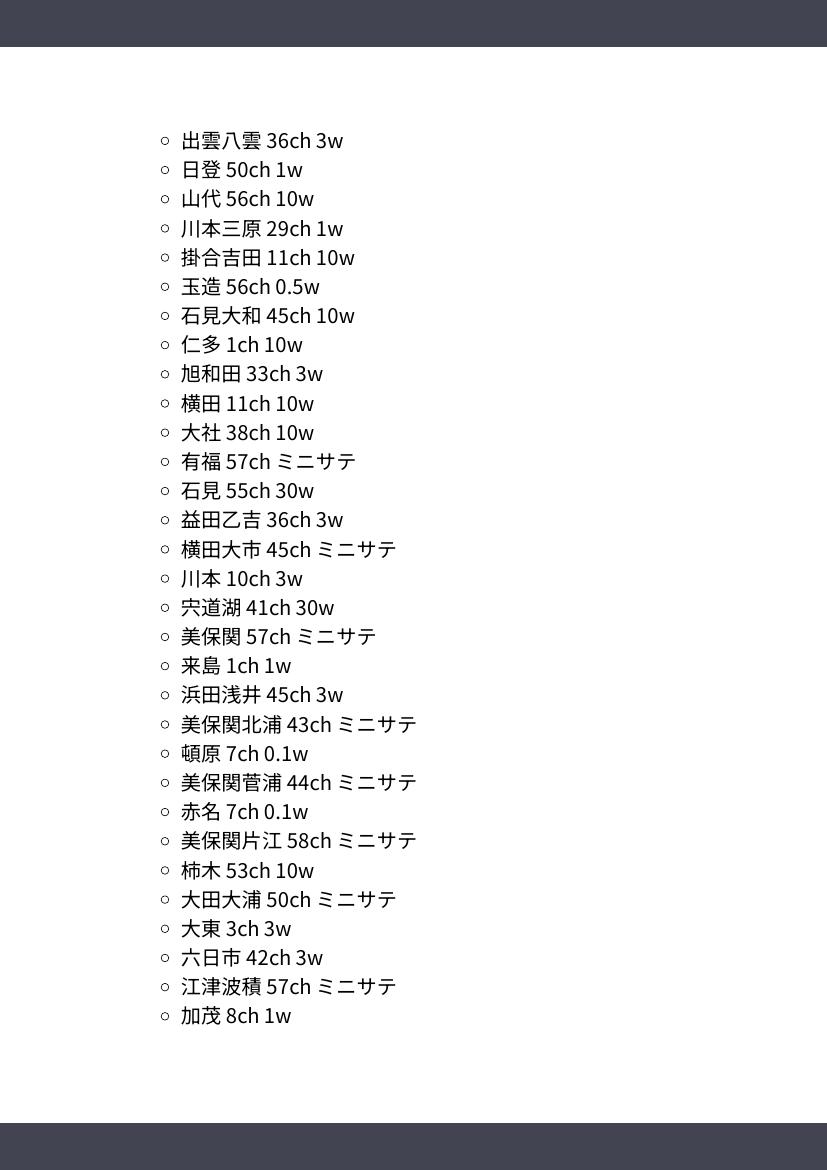 出雲八雲 36ch 3w
日登 50ch 1w
山代 56ch 10w
川本三原 29ch 1w
掛合吉田 11ch 10w
玉造 56ch 0.5w
石見大和 45ch 10w
仁多 1ch 10w
旭和田 33ch 3w
横田 11ch 10w
大社 38ch 10w
有福 57ch ミニサテ
石見 55ch 30w
益田乙吉 36ch 3w
横田大市 45ch ミニサテ
川本 10ch 3w
宍道湖 41ch 30w
美保関 57ch ミニサテ
来島 1ch 1w
浜田浅井 45ch 3w
美保関北浦 43ch ミニサテ
頓原 7ch 0.1w
美保関菅浦 44ch ミニサテ
赤名 7ch 0.1w
美保関片江 58ch ミニサテ
柿木 53ch 10w
大田大浦 50ch ミニサテ
大東 3ch 3w
六日市 42ch 3w
江津波積 57ch ミニサテ
加茂 8ch 1w